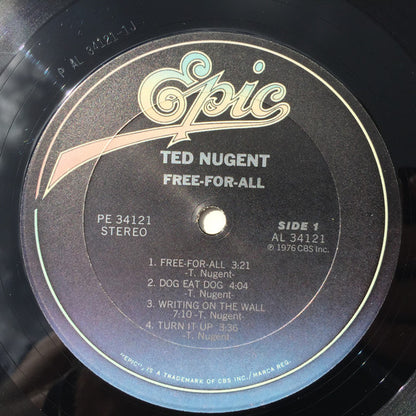 P AL 34121-1J
Epic
TED NUGENT
FREE-FOR-ALL
PE 34121
STEREO
SIDE 1
AL 34121
℗ 1976 CBS Inc.
1. FREE-FOR-ALL 3:21
-T. Nugent-
2. DOG EAT DOG 4:04
-T. Nugent-
3. WRITING ON THE WALL
7:10 -T. Nugent-
4. TURN IT UP 3:36
-T. Nugent-
"EPIC", IS A TRADEMARK OF CBS INC./MARCA REG.